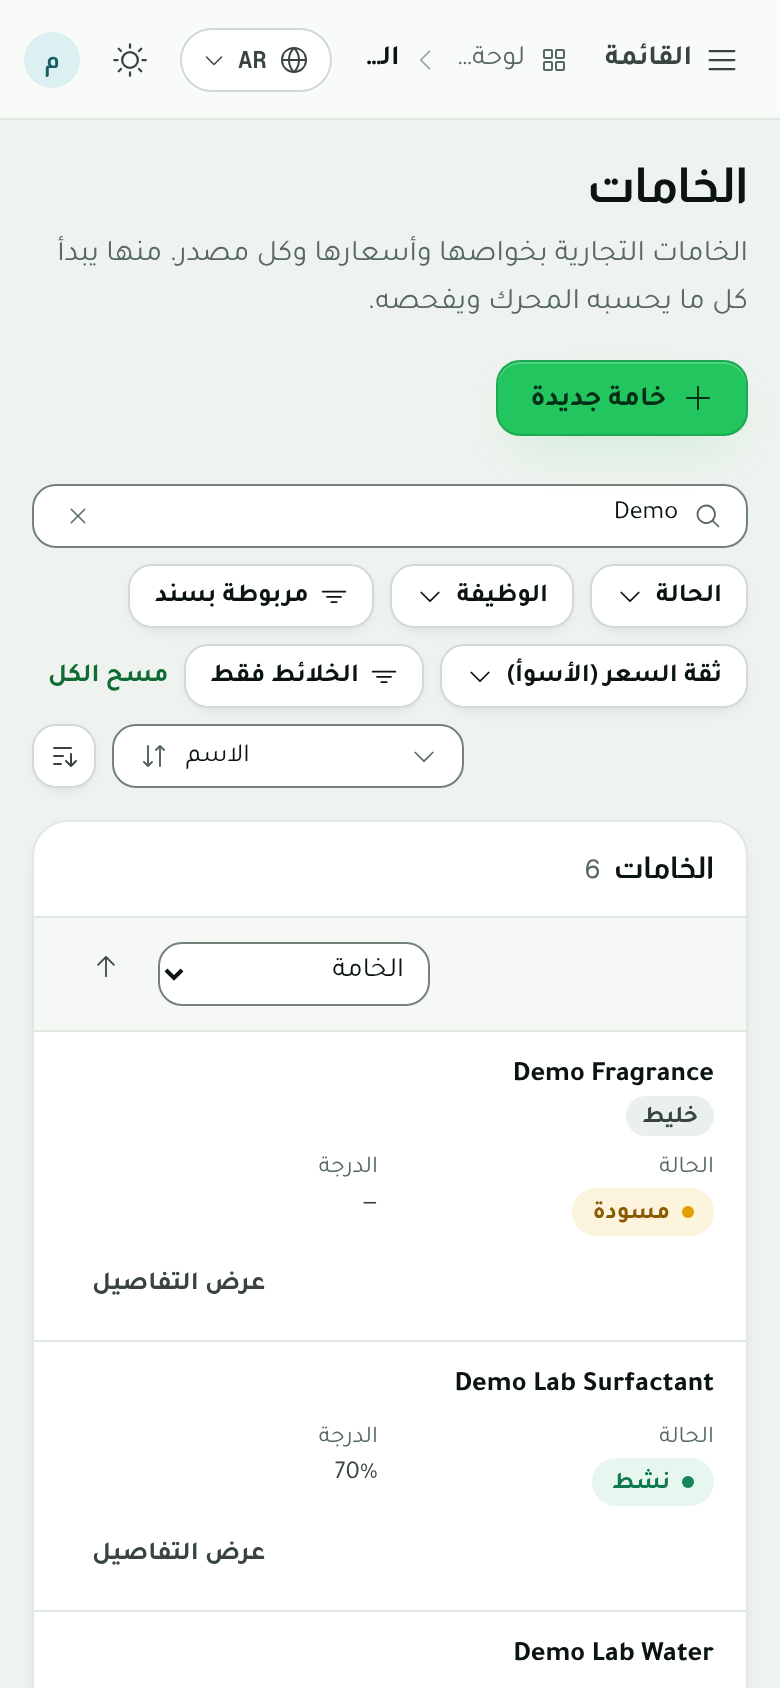 القائمة
لوحة...
الـ...
AR
م
الخامات
الخامات التجارية بخواصها وأسعارها وكل مصدر. منها يبدأ
كل ما يحسبه المحرك ويفحصه.
خامة جديدة
Demo
الحالة
الوظيفة
مربوطة بسند
ثقة السعر (الأسوأ)
الخلائط فقط
مسح الكل
الاسم
الخامات 6
الخامة
Demo Fragrance
خليط
الحالة
الدرجة
مسودة
–
عرض التفاصيل
Demo Lab Surfactant
الحالة
الدرجة
نشط
70%
عرض التفاصيل
Demo Lab Water